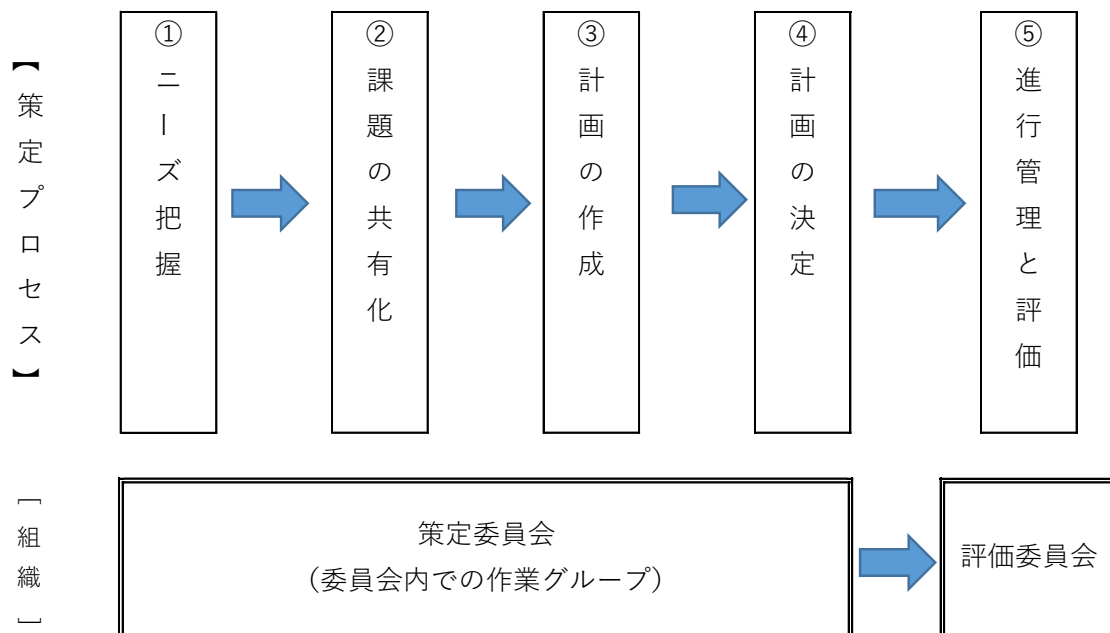 【策定プロセス】
①ニーズ把握
②課題の共有化
③計画の作成
④計画の決定
⑤進行管理と評価
［組織］
策定委員会
（委員会内での作業グループ）
評価委員会